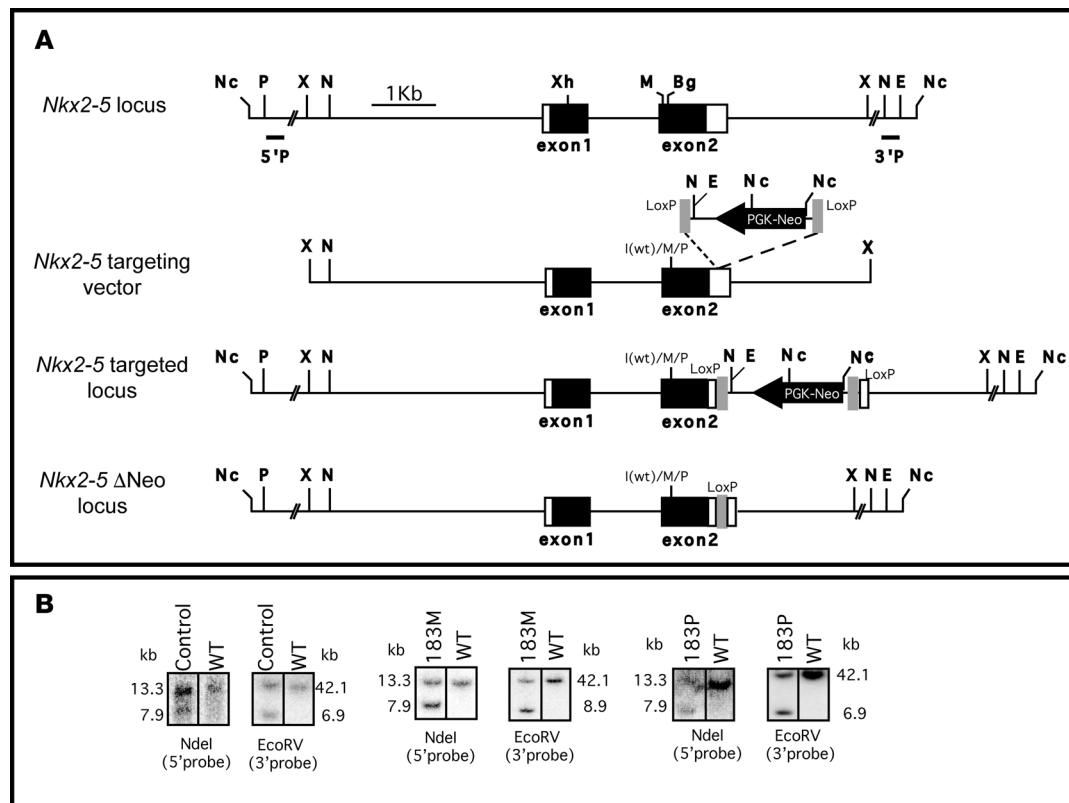 A
Nc P X N 1Kb Xh M Bg X N E Nc
Nkx2-5 locus
exon1 exon2
5'P 3'P
N E Nc Nc
LoxP PGK-Neo LoxP
Nkx2-5 targeting
vector
X N I(wt)/M/P X
exon1 exon2
Nkx2-5 targeted
locus
Nc P X N I(wt)/M/P LoxP N E Nc Nc LoxP X N E Nc
PGK-Neo
exon1 exon2
Nkx2-5 ΔNeo
locus
Nc P X N I(wt)/M/P LoxP X N E Nc
exon1 exon2
B
kb Control WT Control WT kb
13.3 42.1
7.9 6.9
NdeI EcoRV
(5'probe) (3'probe)
kb 183M WT 183M WT kb
13.3 42.1
7.9 8.9
NdeI EcoRV
(5'probe) (3'probe)
kb 183P WT 183P WT kb
13.3 42.1
7.9 6.9
NdeI EcoRV
(5'probe) (3'probe)